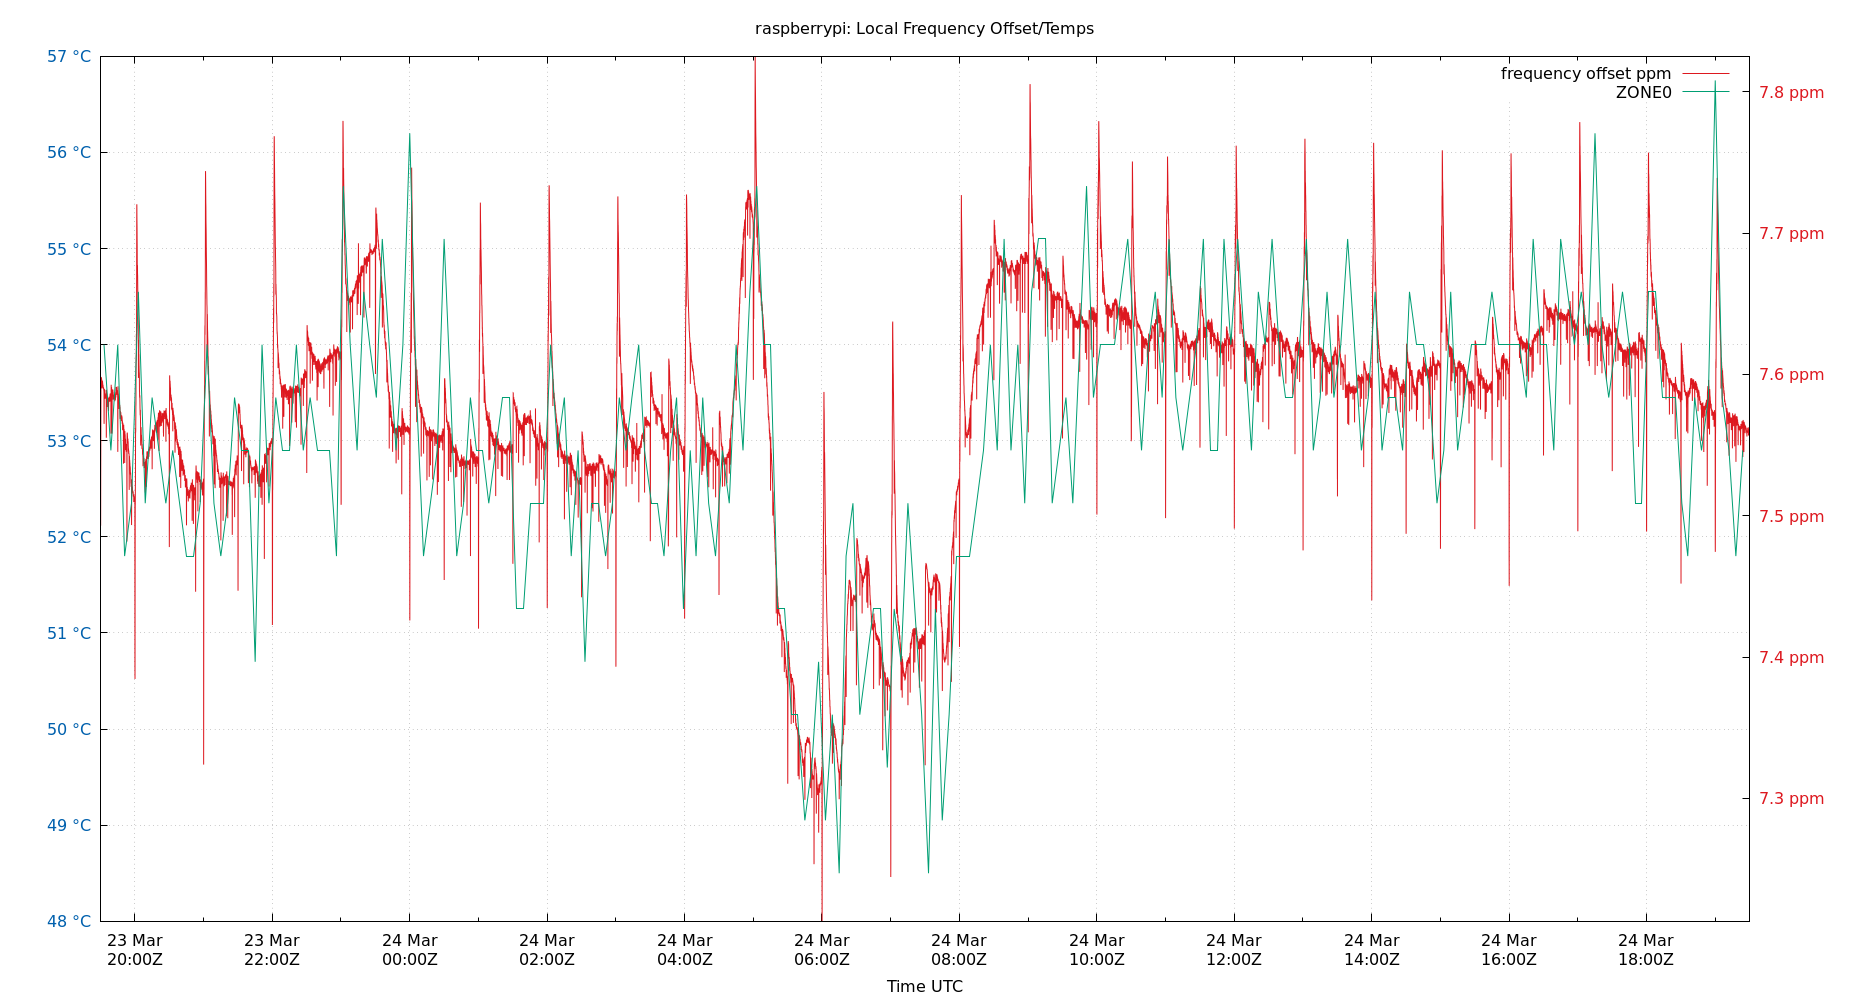 raspberrypi: Local Frequency Offset/Temps
frequency offset ppm
ZONE0
57 °C
56 °C
55 °C
54 °C
53 °C
52 °C
51 °C
50 °C
49 °C
48 °C
7.8 ppm
7.7 ppm
7.6 ppm
7.5 ppm
7.4 ppm
7.3 ppm
23 Mar
20:00Z
23 Mar
22:00Z
24 Mar
00:00Z
24 Mar
02:00Z
24 Mar
04:00Z
24 Mar
06:00Z
24 Mar
08:00Z
24 Mar
10:00Z
24 Mar
12:00Z
24 Mar
14:00Z
24 Mar
16:00Z
24 Mar
18:00Z
Time UTC